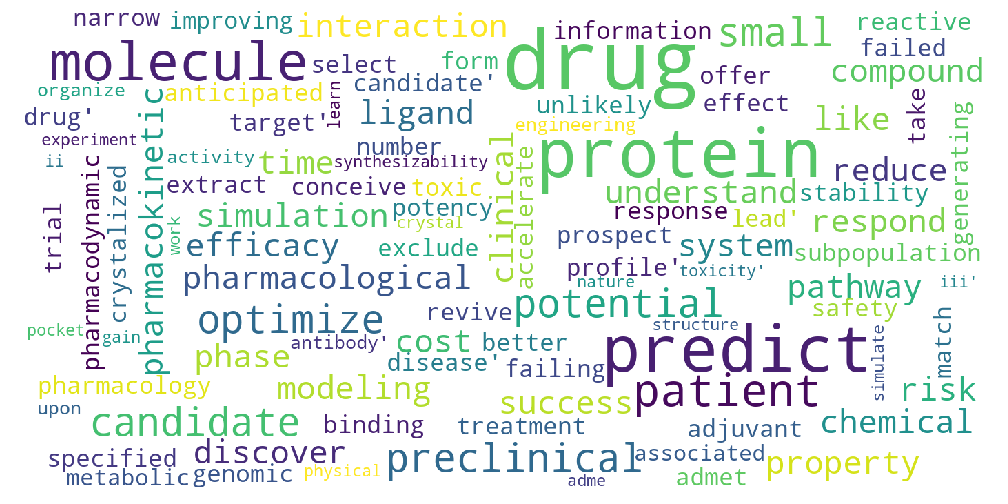 narrow
improving
interaction
drug
information
small
reactive
failed
molecule
select
form
offer
compound
organize
anticipated
candidate'
unlikely
effect
take
like
drug'
target'
learn
ligand
engineering
experiment
number
protein
generating
ii
activity
time
synthesizability
clinical
reduce
pharmacokinetic
extract
conceive
toxic
understand
stability
crystalized
simulation
potency
crystal
accelerate
response
lead'
respond
trial
pharmacodynamic
Work
efficacy
exclude
prospect
system
subpopulation
profile'
toxicity'
pharmacological
nature
potential
pathway
iii'
revive
safety
optimize
structure
pocket
gain
antibody'
cost
better
predict
match
phase
disease'
failing
simulate
pharmacology
modeling
success
patient
risk
upon
candidate
binding
treatment
adjuvant
chemical
specified
discover
preclinical
associated
property
metabolic
genomic
physical
adme
admet